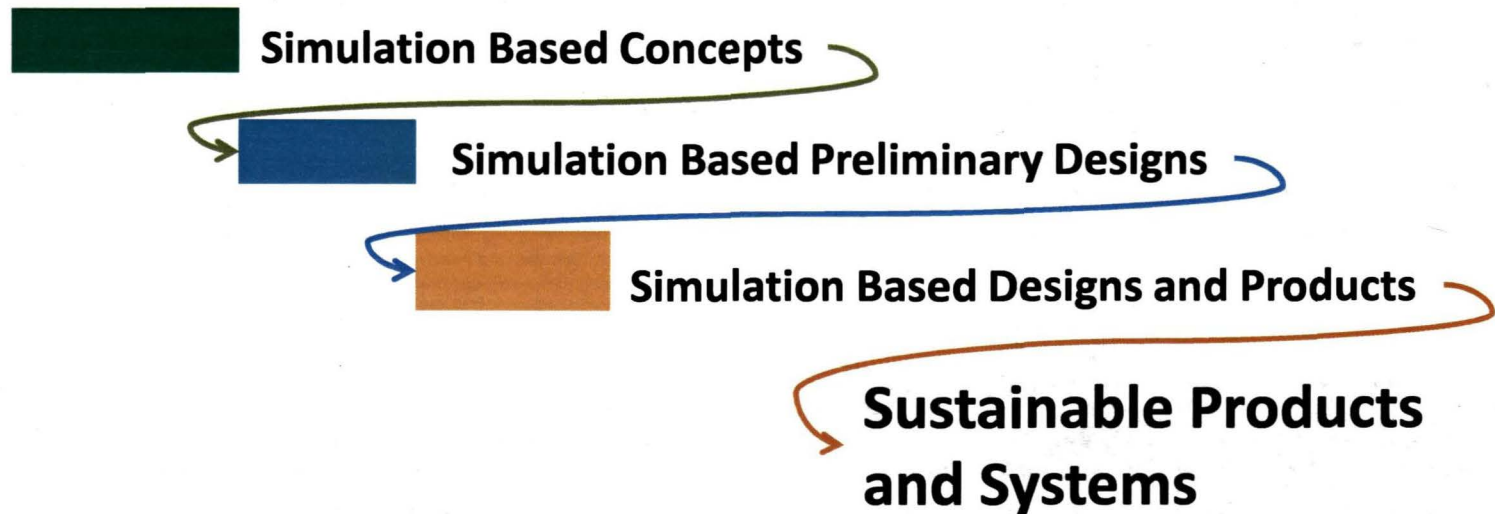 Simulation Based Concepts
Simulation Based Preliminary Designs
Simulation Based Designs and Products
Sustainable Products
and Systems